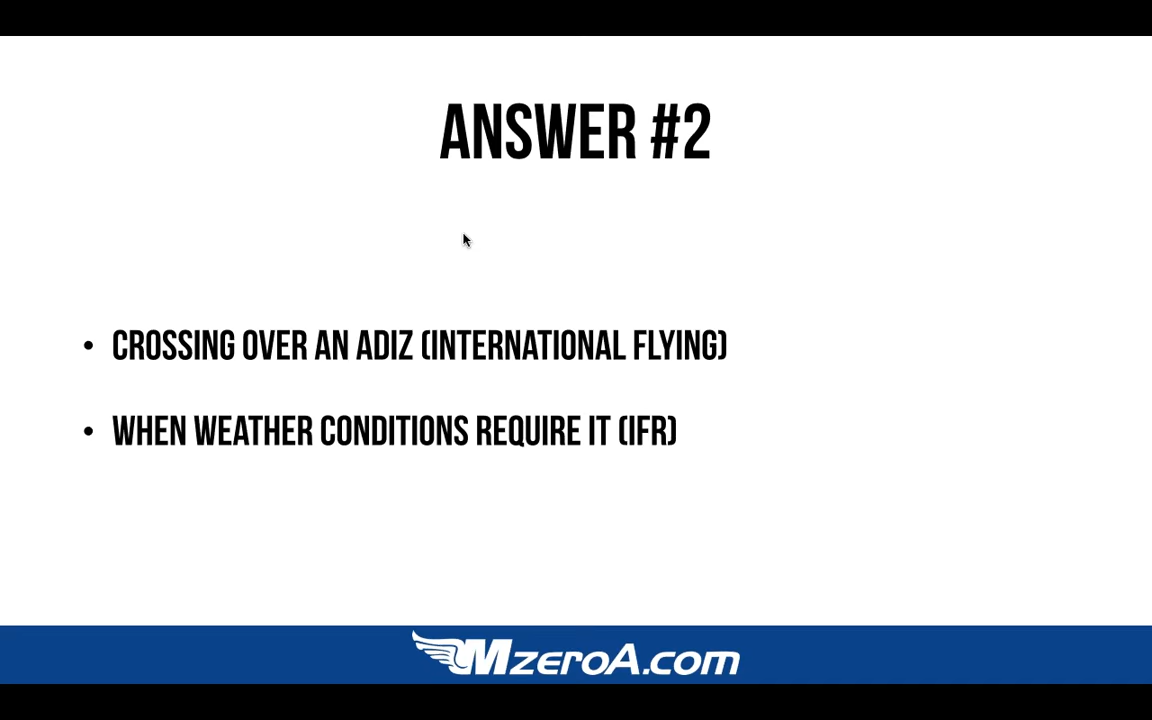 ANSWER #2
• CROSSING OVER AN ADIZ (INTERNATIONAL FLYING)
• WHEN WEATHER CONDITIONS REQUIRE IT (IFR)
MzeroA.com